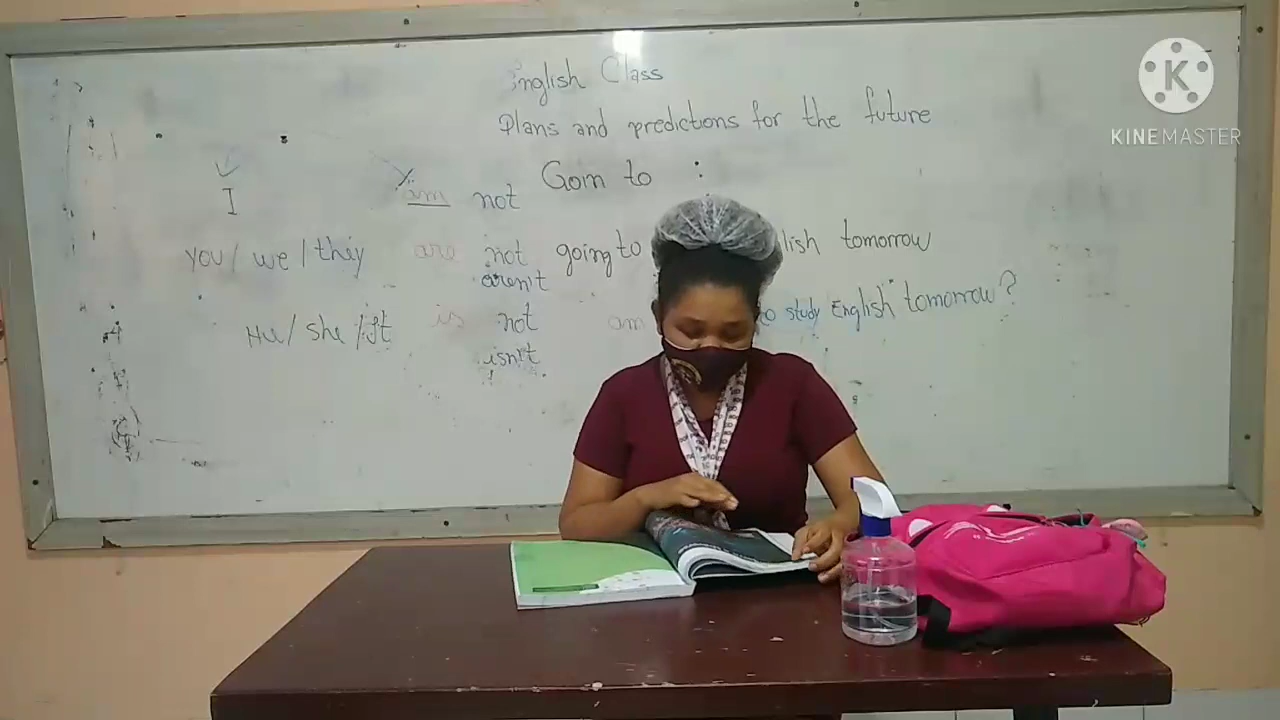 English Class
Plans and predictions for the future
Goin to :
I am not
you / we / they are not going to lish tomorrow
aren't
He / she / It is not am to study English tomorrow?
isn't
K
KINEMASTER